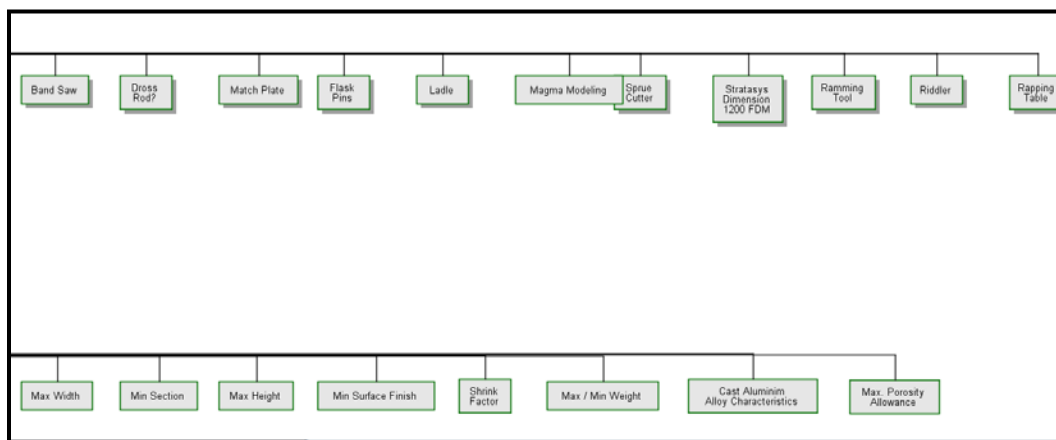 Band Saw
Dross
Rod?
Match Plate
Flask
Pins
Ladle
Magma Modeling
Sprue
Cutter
Stratasys
Dimension
1200 FDM
Ramming
Tool
Riddler
Rapping
Table
Max Width
Min Section
Max Height
Min Surface Finish
Shrink
Factor
Max / Min Weight
Cast Aluminim
Alloy Characteristics
Max. Porosity
Allowance